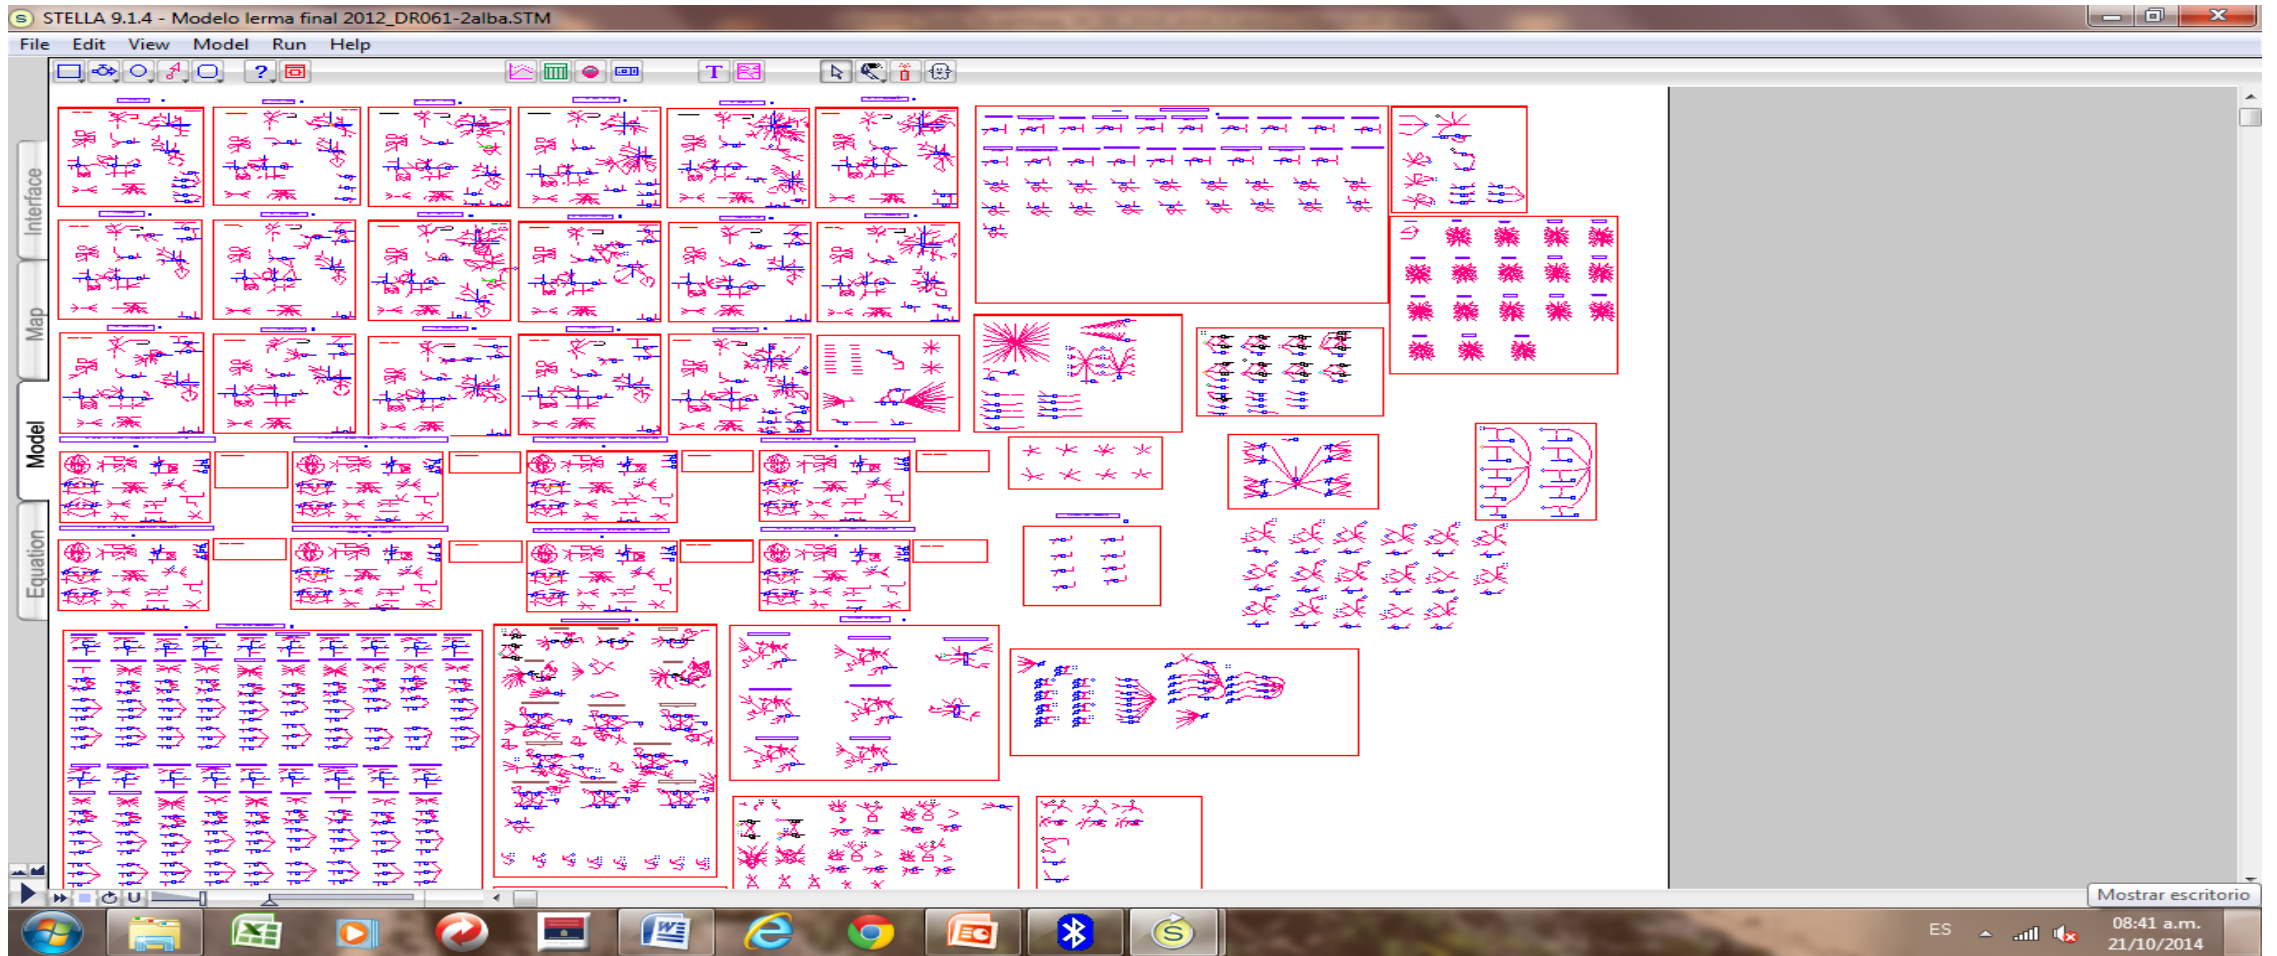 STELLA 9.1.4 - Modelo lerma final 2012_DR061-2alba.STM
File Edit View Model Run Help
Interface
Map
Model
Equation
Mostrar escritorio
ES
08:41 a.m.
21/10/2014